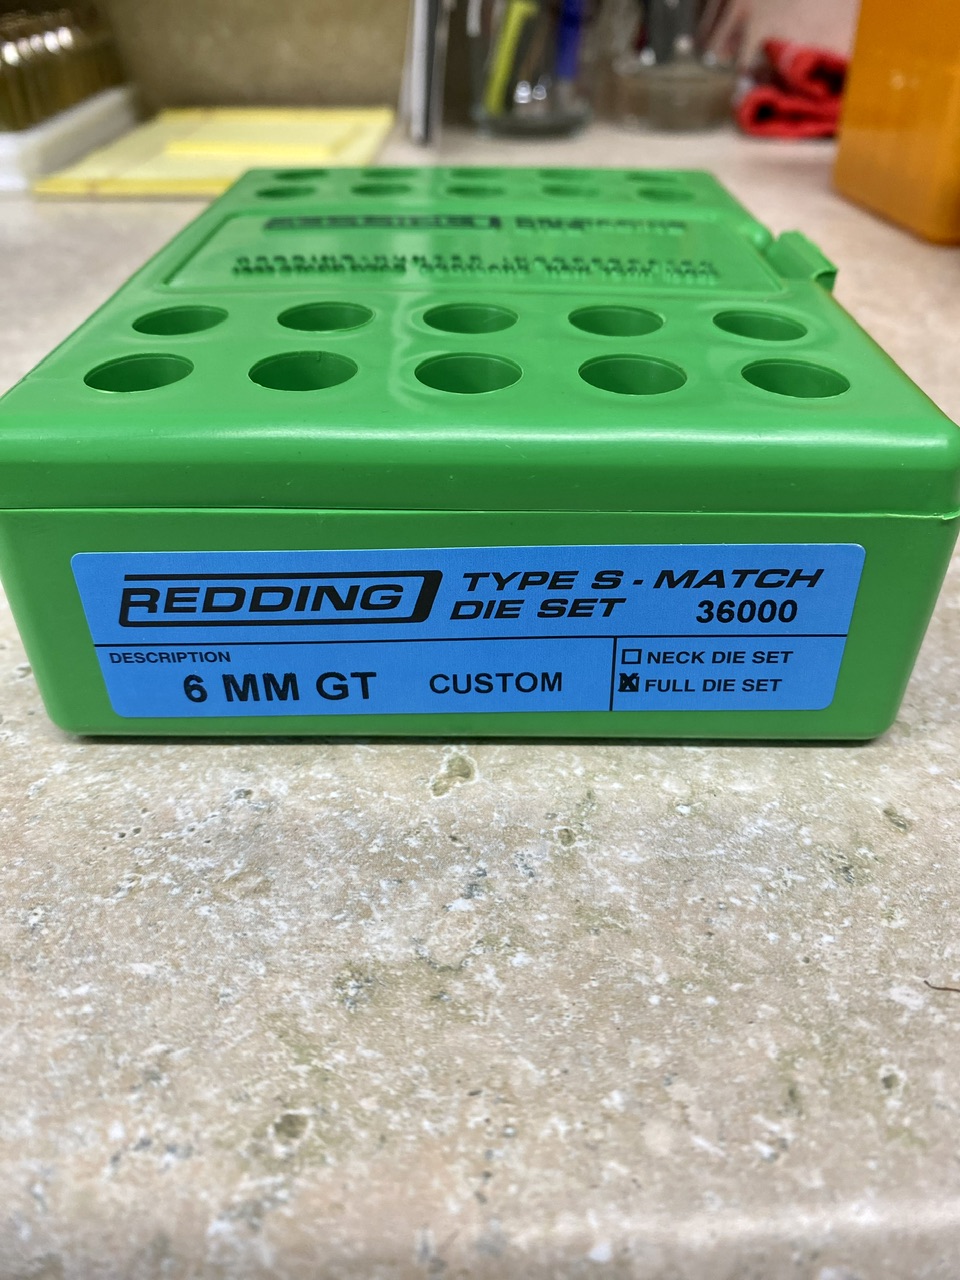 REDDING
TYPE S - MATCH
DIE SET 36000
DESCRIPTION
6 MM GT CUSTOM
NECK DIE SET
X FULL DIE SET